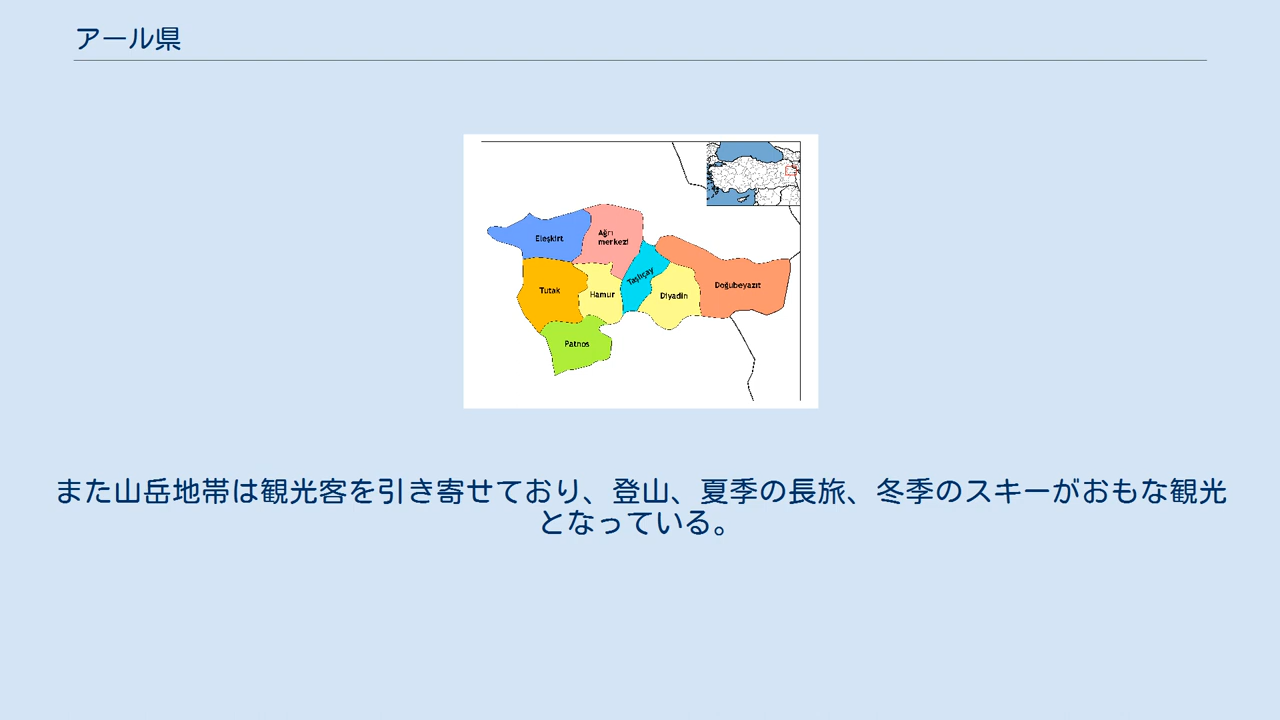 アール県
Eleşkirt
Ağrı
merkezi
Taşlıçay
Doğubeyazıt
Tutak
Hamur
Diyadin
Patnos
また山岳地帯は観光客を引き寄せており、登山、夏季の長旅、冬季のスキーがおもな観光
となっている。